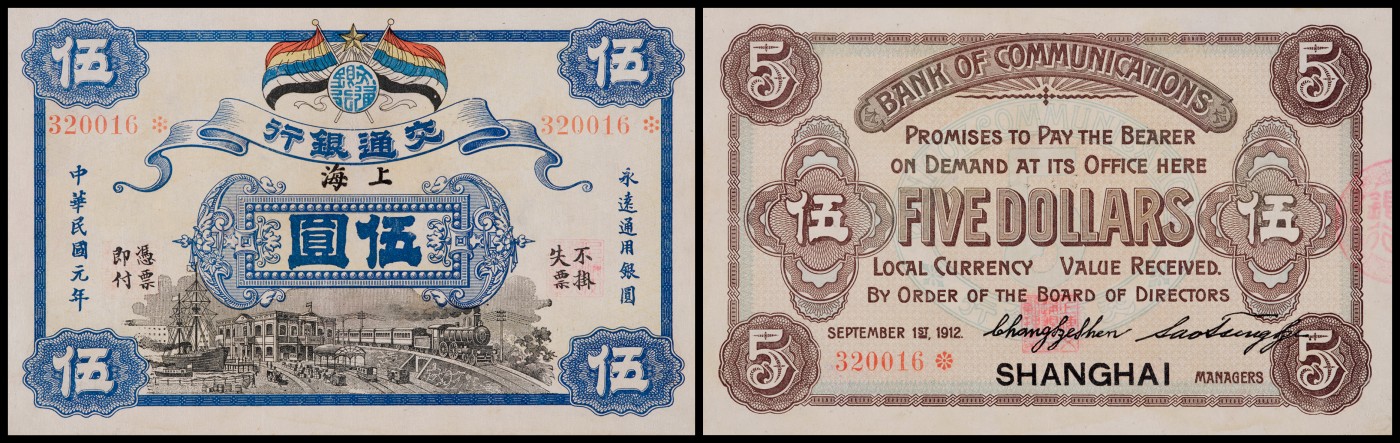 伍
伍
320016 *
320016 *
行銀通交
海上
圓伍
永遠通用銀圓
中華民國元年
不掛
失票
憑票
即付
伍
伍
5
5
BANK OF COMMUNICATIONS
PROMISES TO PAY THE BEARER
ON DEMAND AT ITS OFFICE HERE
伍 FIVE DOLLARS 伍
LOCAL CURRENCY VALUE RECEIVED.
BY ORDER OF THE BOARD OF DIRECTORS
SEPTEMBER 1ST, 1912.
320016 *
SHANGHAI MANAGERS
5
5